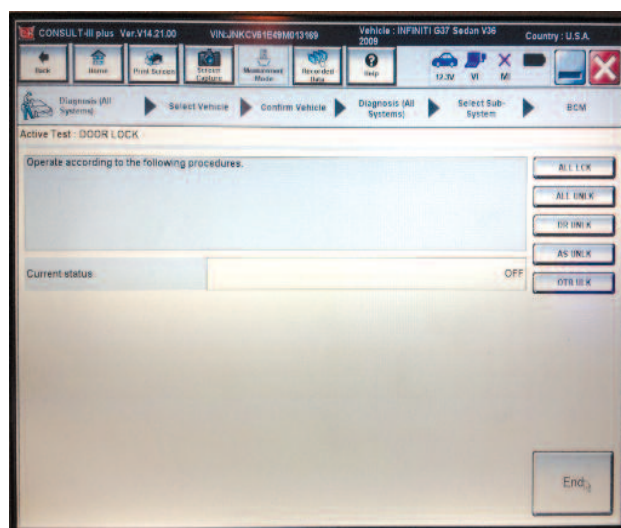 CONSULT-III plus Ver.V14.21.00 VIN:JNKCV61E49M013169 Vehicle : INFINITI G37 Sedan V36 2009 Country : U.S.A.
Back Home Print Screen Screen Capture Measurement Mode Recorded Data Help 12.3V VI MI
Diagnosis (All Systems) Select Vehicle Confirm Vehicle Diagnosis (All Systems) Select Sub-System BCM
Active Test : DOOR LOCK
Operate according to the following procedures.
ALL LCK
ALL UNLK
DR UNLK
AS UNLK
OTR ULK
Current status OFF
End